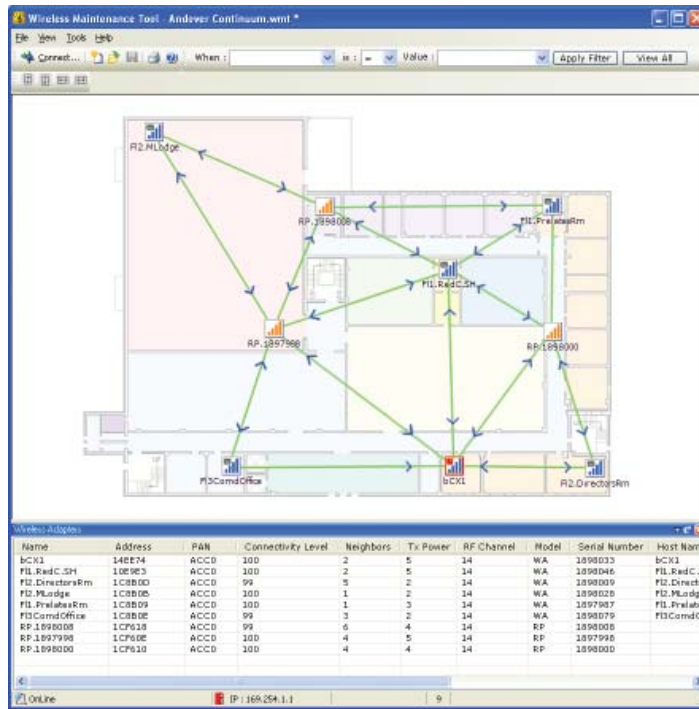 Wireless Maintenance Tool - Andover Continuum.wmt *
File View Tools Help
Connect... When : is : = Value : Apply Filter View All
Fl2.MLodge
RP.1898008
Fl1.PrelatesRm
Fl1.RedC.SH
RP.1897998
RP.1898000
Fl3ComdOffice
bCX1
Fl2.DirectorsRm
Wireless Adapters
Name Address PAN Connectivity Level Neighbors Tx Power RF Channel Model Serial Number Host Nam
bCX1 14EE74 ACCD 100 2 5 14 WA 1898033 bCX1
Fl1.RedC.SH 10E9E3 ACCD 100 2 5 14 WA 1898046 Fl1.RedC.
Fl2.DirectorsRm 1C8B0D ACCD 99 5 2 14 WA 1898009 Fl2.Direct
Fl2.MLodge 1C8B0B ACCD 100 1 2 14 WA 1898028 Fl2.MLodg
Fl1.PrelatesRm 1C8B09 ACCD 100 1 3 14 WA 1897987 Fl1.Prelat
Fl3ComdOffice 1C8B0E ACCD 99 3 2 14 WA 1898079 Fl3ComdC
RP.1898008 1CF618 ACCD 99 6 4 14 RP 1898008
RP.1897998 1CF60E ACCD 100 4 5 14 RP 1897998
RP.1898000 1CF610 ACCD 100 4 4 14 RP 1898000
OnLine IP : 169.254.1.1 9